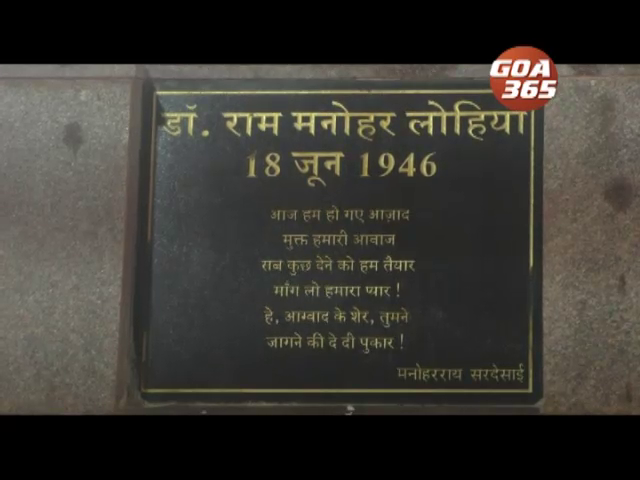 GOA
365
डॉ. राम मनोहर लोहिया
18 जून 1946
आज हम हो गए आज़ाद
मुक्त हमारी आवाज
सब कुछ देने को हम तैयार
माँग लो हमारा प्यार !
हे, आग्वाद के शेर, तुमने
जागने की दे दी पुकार !
मनोहरराय सरदेसाई